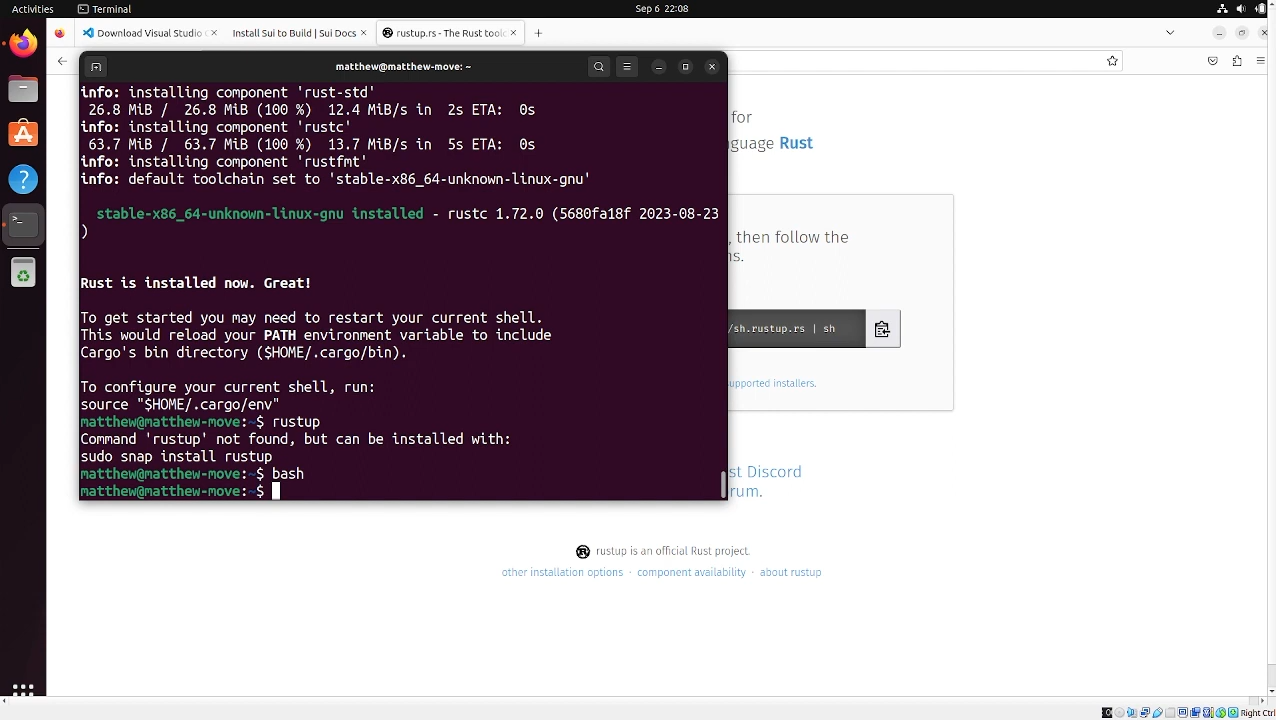 Activities Terminal Sep 6 22:08
Download Visual Studio C × Install Sui to Build | Sui Docs × rustup.rs - The Rust toolc × +
matthew@matthew-move: ~
info: installing component 'rust-std'
26.8 MiB / 26.8 MiB (100 %) 12.4 MiB/s in 2s ETA: 0s
info: installing component 'rustc'
63.7 MiB / 63.7 MiB (100 %) 13.7 MiB/s in 5s ETA: 0s
info: installing component 'rustfmt'
info: default toolchain set to 'stable-x86_64-unknown-linux-gnu'
stable-x86_64-unknown-linux-gnu installed - rustc 1.72.0 (5680fa18f 2023-08-23
)
Rust is installed now. Great!
To get started you may need to restart your current shell.
This would reload your PATH environment variable to include
Cargo's bin directory ($HOME/.cargo/bin).
To configure your current shell, run:
source "$HOME/.cargo/env"
matthew@matthew-move:~$ rustup
Command 'rustup' not found, but can be installed with:
sudo snap install rustup
matthew@matthew-move:~$ bash
matthew@matthew-move:~$
for
nguage Rust
, then follow the
ns.
/sh.rustup.rs | sh
supported installers.
st Discord
rum.
rustup is an official Rust project.
other installation options · component availability · about rustup
Right Ctrl